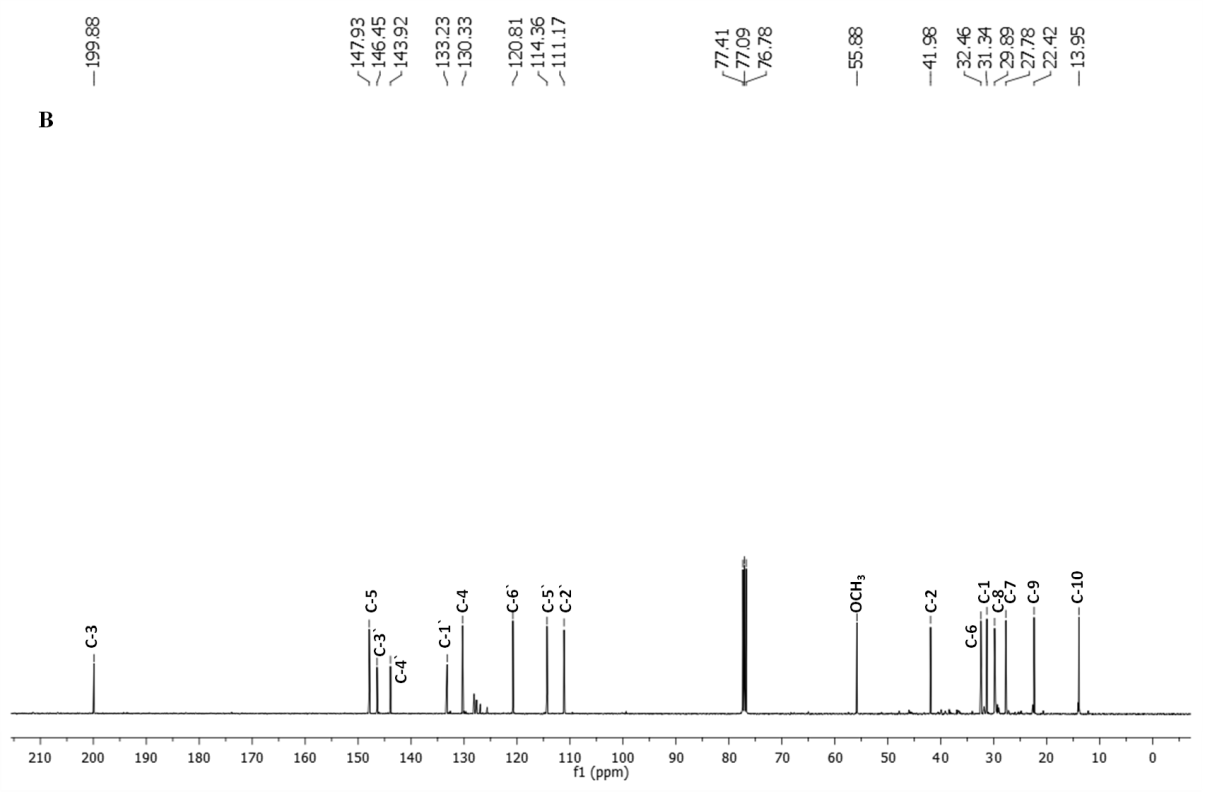 199.88
147.93
146.45
143.92
133.23
130.33
120.81
114.36
111.17
77.41
77.09
76.78
55.88
41.98
32.46
31.34
29.89
27.78
22.42
13.95
B
C-3
C-5
C-3`
C-4`
C-1`
C-4
C-6`
C-5`
C-2`
OCH₃
C-2
C-6
C-1
C-8
C-7
C-9
C-10
210 200 190 180 170 160 150 140 130 120 110 100 90 80 70 60 50 40 30 20 10 0
f1 (ppm)